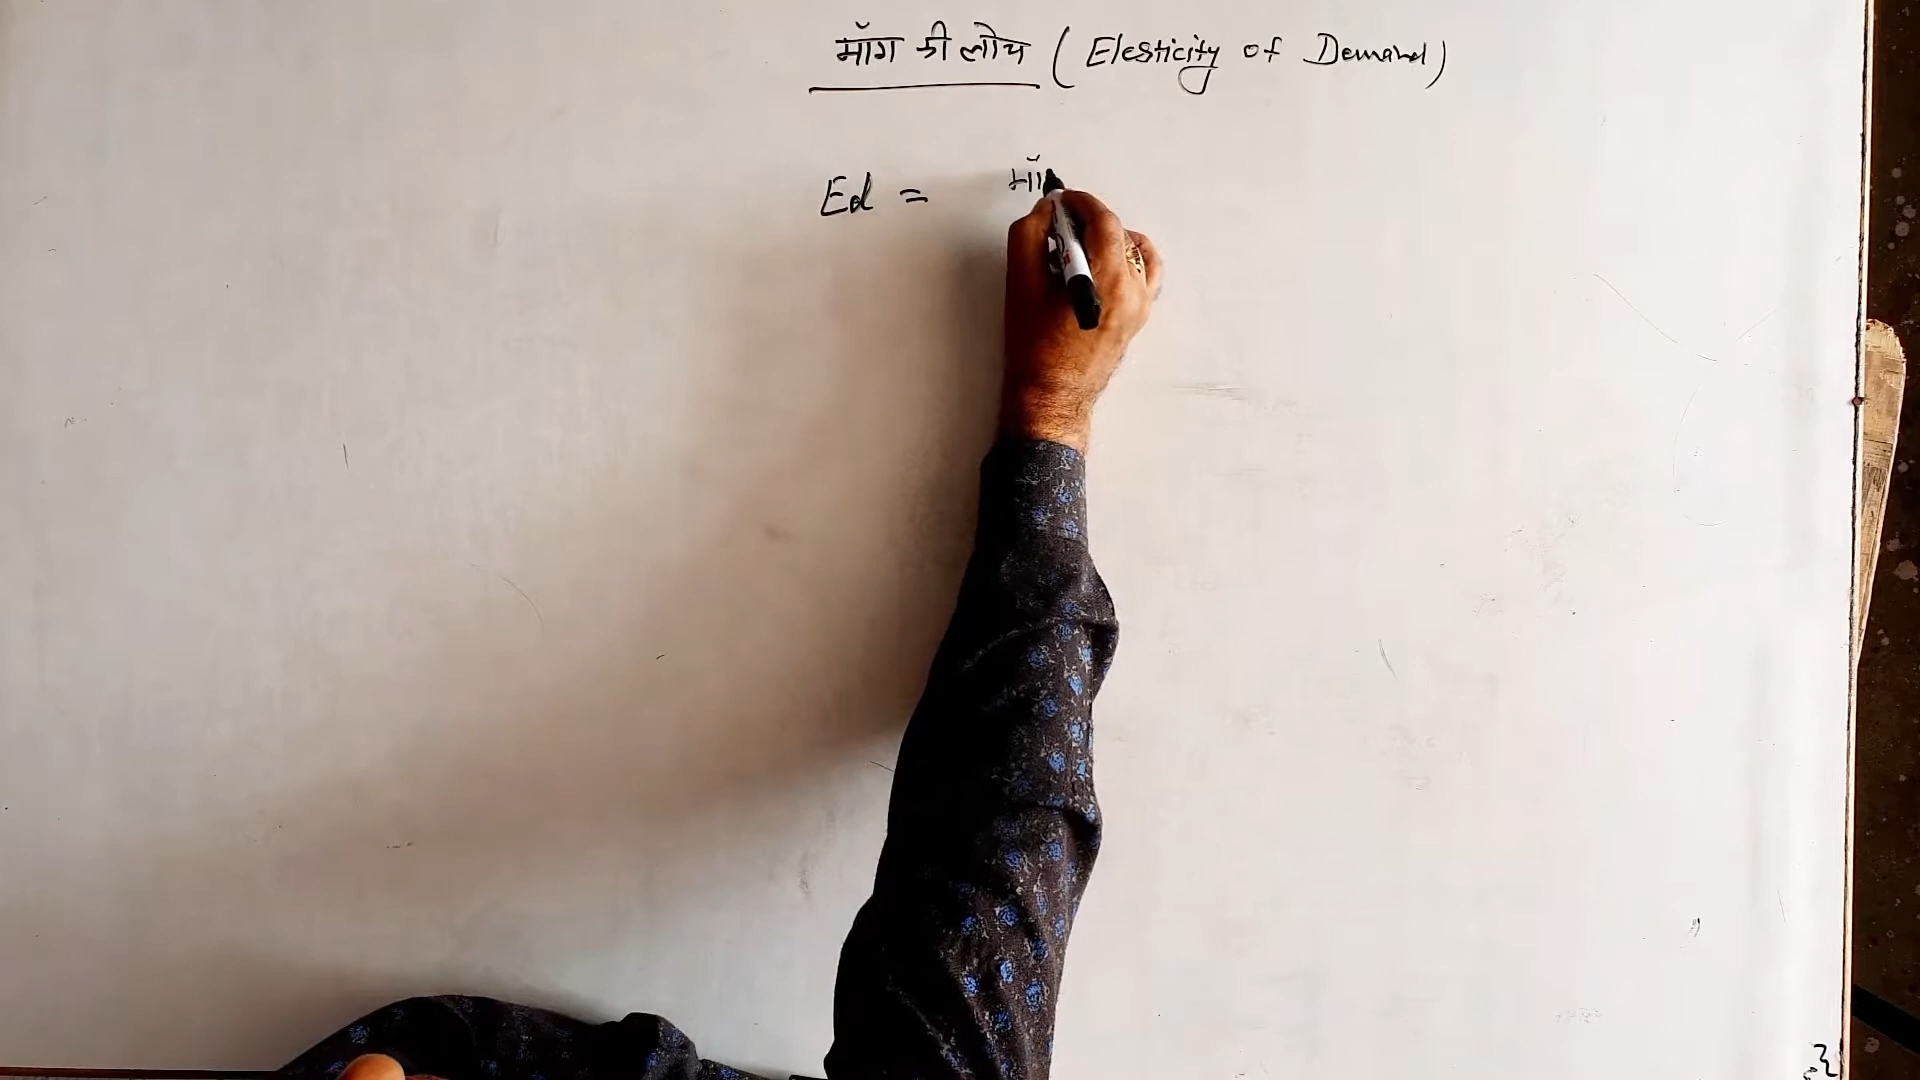 माँग की लोच ( Elesticity of Demand)
Ed = माँ